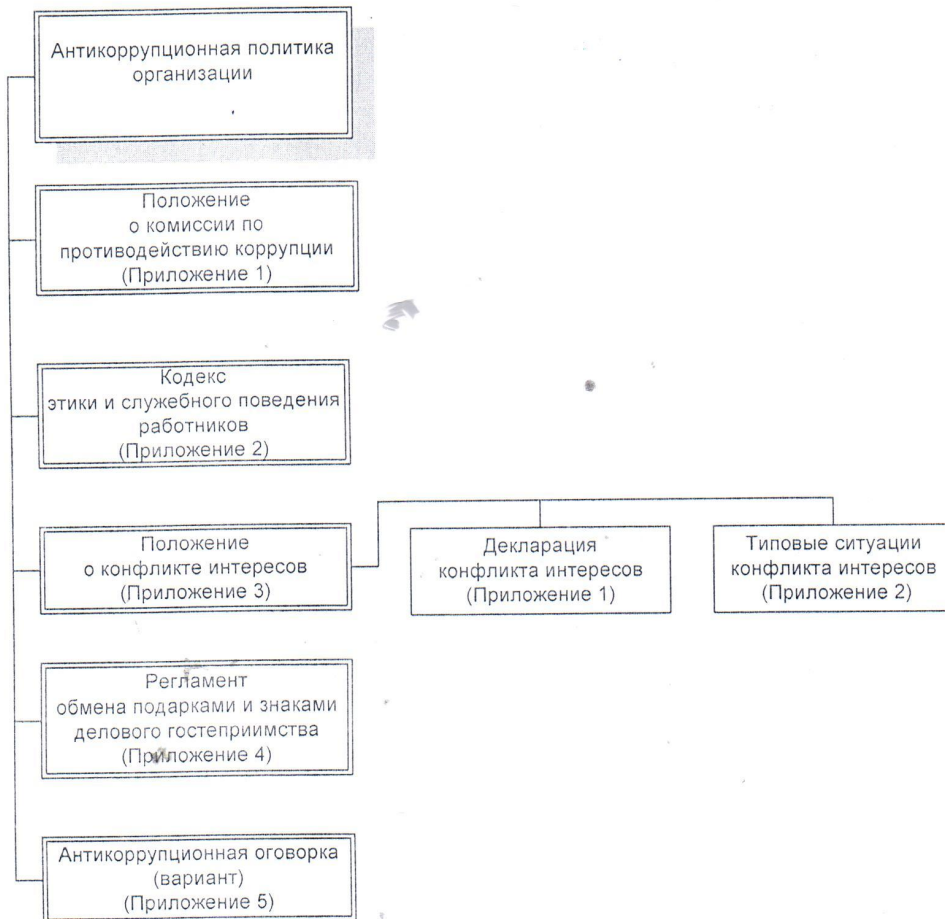 Антикоррупционная политика
организации
Положение
о комиссии по
противодействию коррупции
(Приложение 1)
Кодекс
этики и служебного поведения
работников
(Приложение 2)
Положение
о конфликте интересов
(Приложение 3)
Декларация
конфликта интересов
(Приложение 1)
Типовые ситуации
конфликта интересов
(Приложение 2)
Регламент
обмена подарками и знаками
делового гостеприимства
(Приложение 4)
Антикоррупционная оговорка
(вариант)
(Приложение 5)